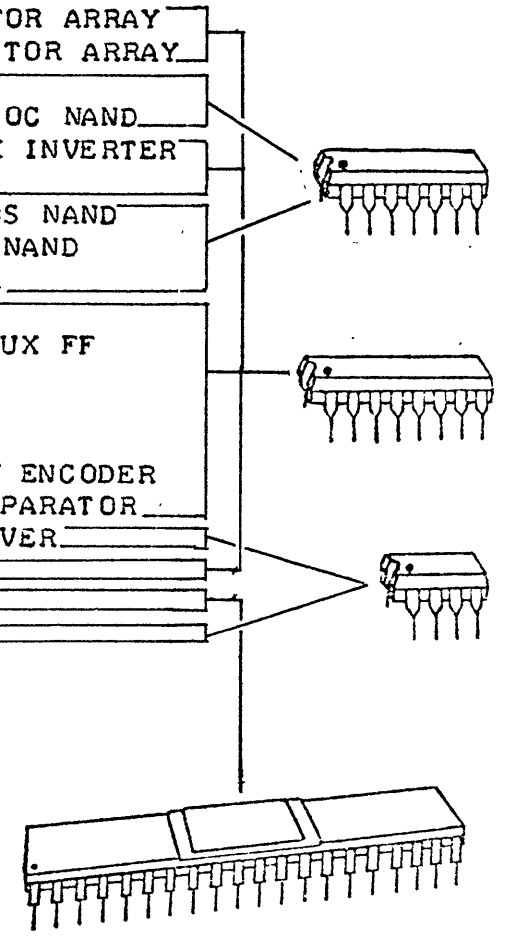 TOR ARRAY
TOR ARRAY
OC NAND
INVERTER
S NAND
NAND
UX FF
ENCODER
PARATOR
VER